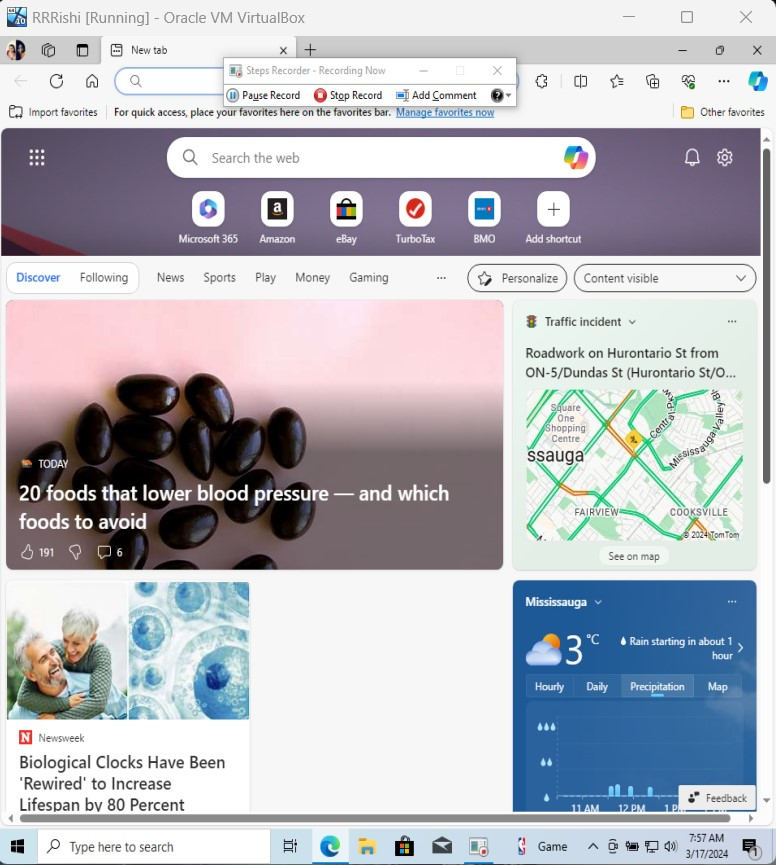 RRRishi [Running] - Oracle VM VirtualBox
New tab
Steps Recorder - Recording Now
Pause Record
Stop Record
Add Comment
Import favorites
For quick access, place your favorites here on the favorites bar. Manage favorites now
Other favorites
Search the web
Microsoft 365
Amazon
eBay
TurboTax
BMO
Add shortcut
Discover
Following
News
Sports
Play
Money
Gaming
Personalize
Content visible
TODAY
20 foods that lower blood pressure — and which
foods to avoid
191
6
Traffic incident
Roadwork on Hurontario St from
ON-5/Dundas St (Hurontario St/O...
Square
One
Shopping
Centre
ssauga
Central Pk
Mississauga Valley Bl
FAIRVIEW
COOKSVILLE
© 2024 TomTom
See on map
Newsweek
Biological Clocks Have Been
'Rewired' to Increase
Lifespan by 80 Percent
Mississauga
3 °C
Rain starting in about 1
hour
Hourly
Daily
Precipitation
Map
11 AM
12 PM
1 P
Feedback
Type here to search
Game
7:57 AM
3/17/2024
1